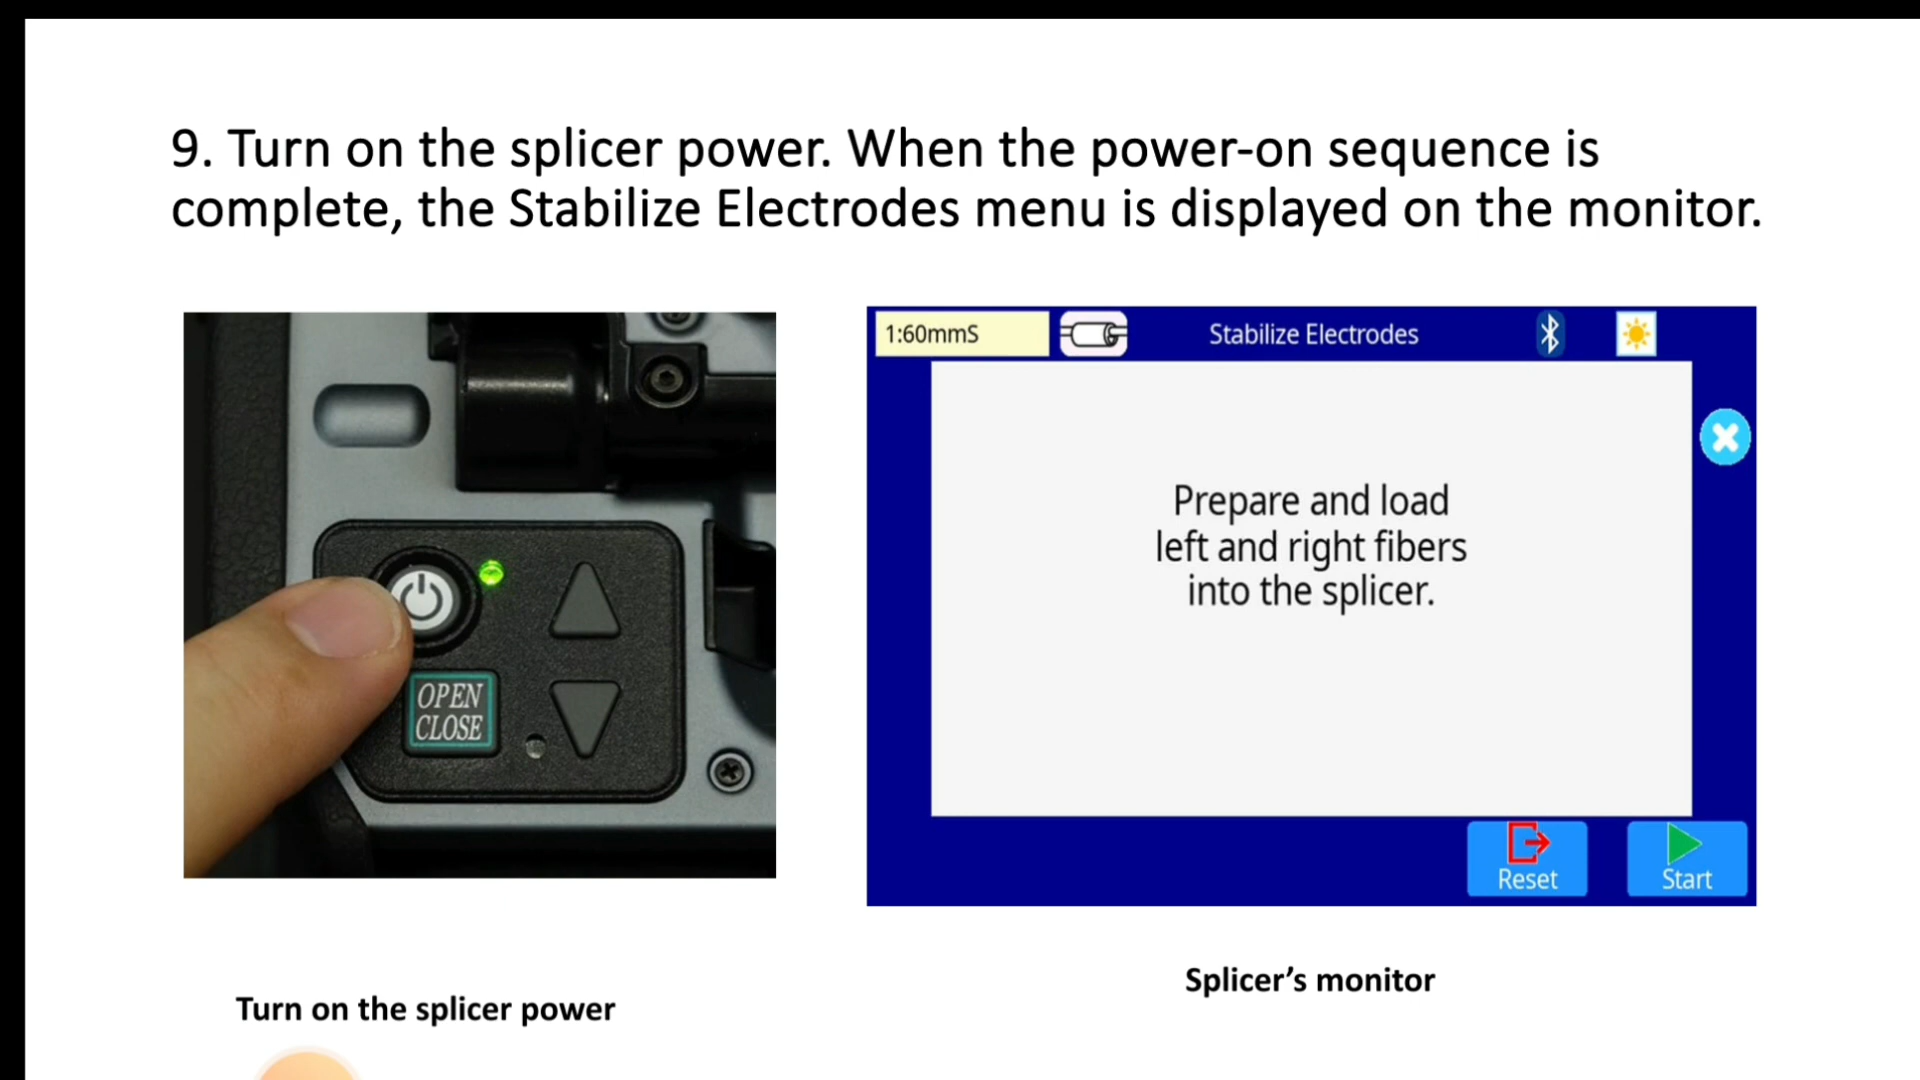 9. Turn on the splicer power. When the power-on sequence is
complete, the Stabilize Electrodes menu is displayed on the monitor.
OPEN
CLOSE
1:60mmS
Stabilize Electrodes
Prepare and load
left and right fibers
into the splicer.
Reset
Start
Turn on the splicer power
Splicer’s monitor